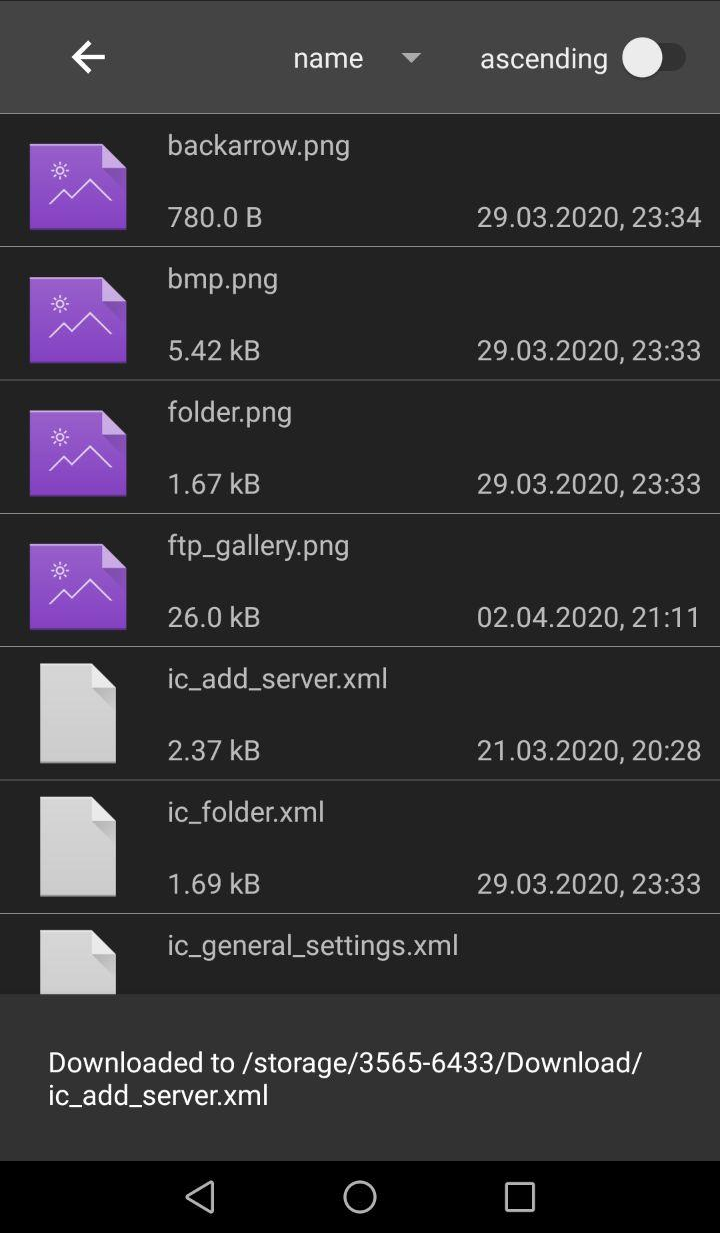 name
ascending
backarrow.png
780.0 B
29.03.2020, 23:34
bmp.png
5.42 kB
29.03.2020, 23:33
folder.png
1.67 kB
29.03.2020, 23:33
ftp_gallery.png
26.0 kB
02.04.2020, 21:11
ic_add_server.xml
2.37 kB
21.03.2020, 20:28
ic_folder.xml
1.69 kB
29.03.2020, 23:33
ic_general_settings.xml
Downloaded to /storage/3565-6433/Download/
ic_add_server.xml